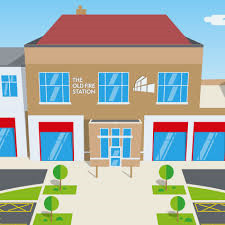 THE
OLD FIRE
STATION